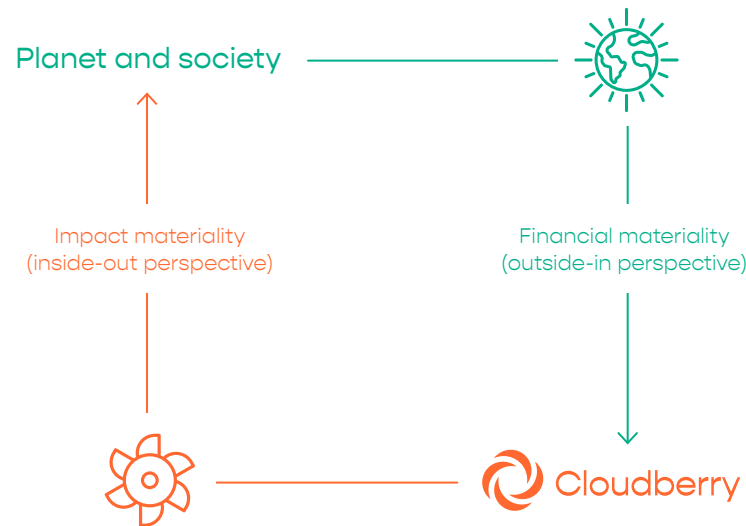 Planet and society
Impact materiality
(inside-out perspective)
Financial materiality
(outside-in perspective)
Cloudberry